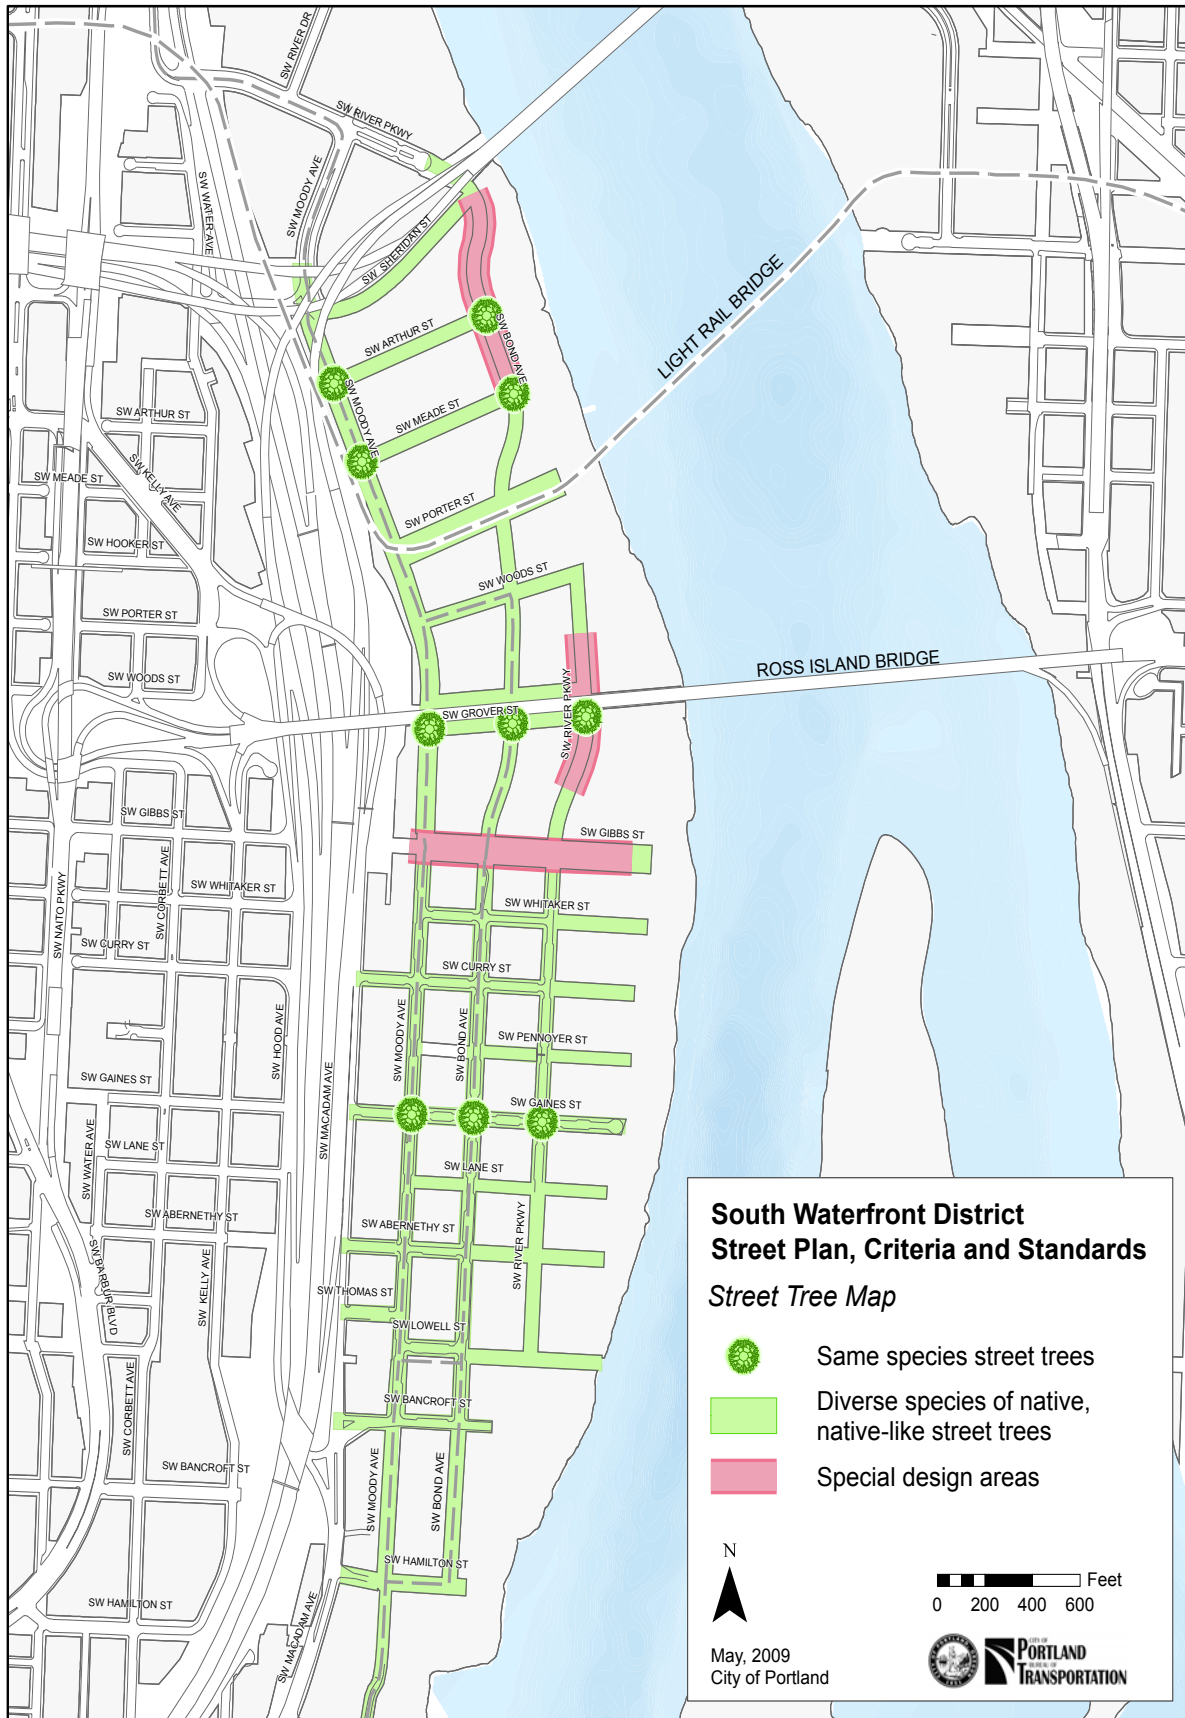 SW RIVER DR
SW RIVER PKWY
SW MOODY AVE
SW WATER AVE
SW SHERIDAN ST
SW ARTHUR ST
SW BOND AVE
LIGHT RAIL BRIDGE
SW MOODY AVE
SW MEADE ST
SW ARTHUR ST
SW KELLY AVE
SW MEADE ST
SW PORTER ST
SW HOOKER ST
SW WOODS ST
SW PORTER ST
ROSS ISLAND BRIDGE
SW WOODS ST
SW RIVER PKWY
SW GROVER ST
SW GIBBS ST
SW GIBBS ST
SW NAITO PKWY
SW CORBETT AVE
SW WHITAKER ST
SW WHITAKER ST
SW CURRY ST
SW CURRY ST
SW HOOD AVE
SW MOODY AVE
SW BOND AVE
SW PENNOYER ST
SW GAINES ST
SW MACADAM AVE
SW GAINES ST
SW WATER AVE
SW LANE ST
SW LANE ST
SW ABERNETHY ST
SW ABERNETHY ST
SW RIVER PKWY
SW BARBUR BLVD
SW KELLY AVE
SW THOMAS ST
SW LOWELL ST
SW CORBETT AVE
SW BANCROFT ST
SW BANCROFT ST
SW MOODY AVE
SW BOND AVE
SW HAMILTON ST
SW HAMILTON ST
SW MACADAM AVE
South Waterfront District
Street Plan, Criteria and Standards
Street Tree Map
Same species street trees
Diverse species of native,
native-like street trees
Special design areas
N
Feet
0 200 400 600
May, 2009
City of Portland
CITY OF
PORTLAND
BUREAU OF
TRANSPORTATION